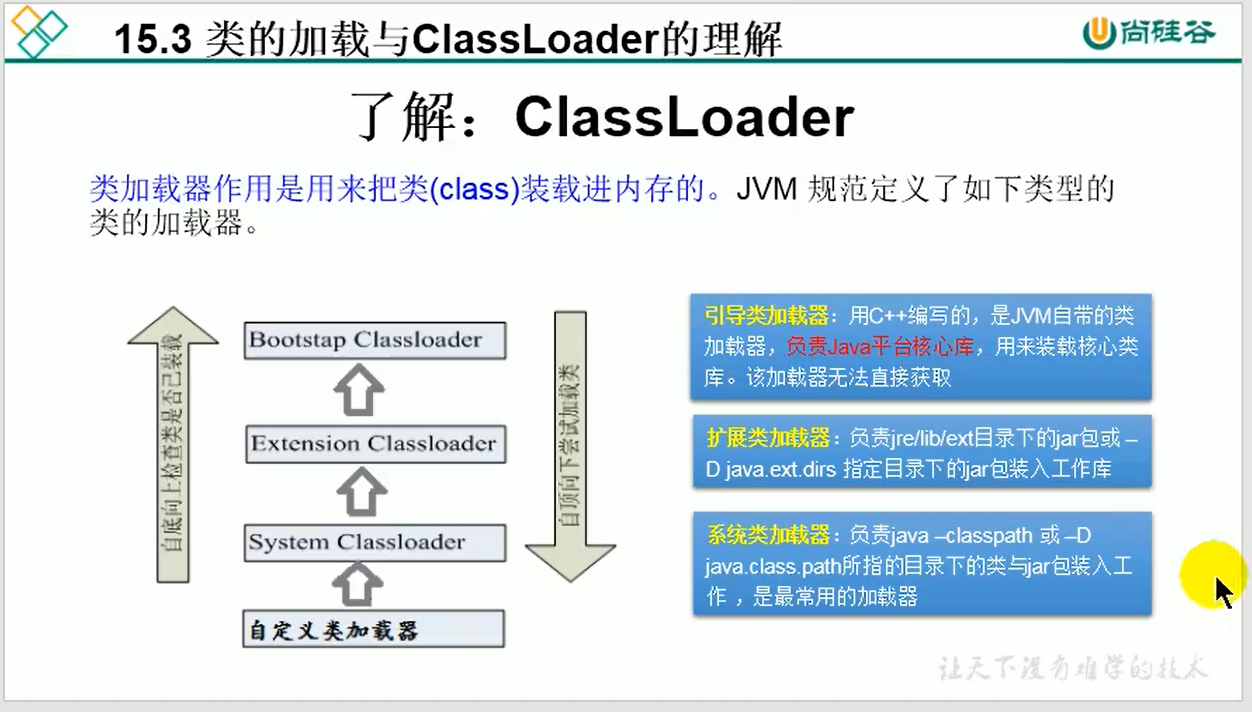 15.3 类的加载与ClassLoader的理解
尚硅谷
了解：ClassLoader
类加载器作用是用来把类(class)装载进内存的。JVM 规范定义了如下类型的
类的加载器。
自底向上检查类是否已装载
Bootstap Classloader
Extension Classloader
System Classloader
自定义类加载器
自顶向下尝试加载类
引导类加载器：用C++编写的，是JVM自带的类
加载器，负责Java平台核心库，用来装载核心类
库。该加载器无法直接获取
扩展类加载器：负责jre/lib/ext目录下的jar包或 –
D java.ext.dirs 指定目录下的jar包装入工作库
系统类加载器：负责java –classpath 或 –D
java.class.path所指的目录下的类与jar包装入工
作 ，是最常用的加载器
让天下没有难学的技术